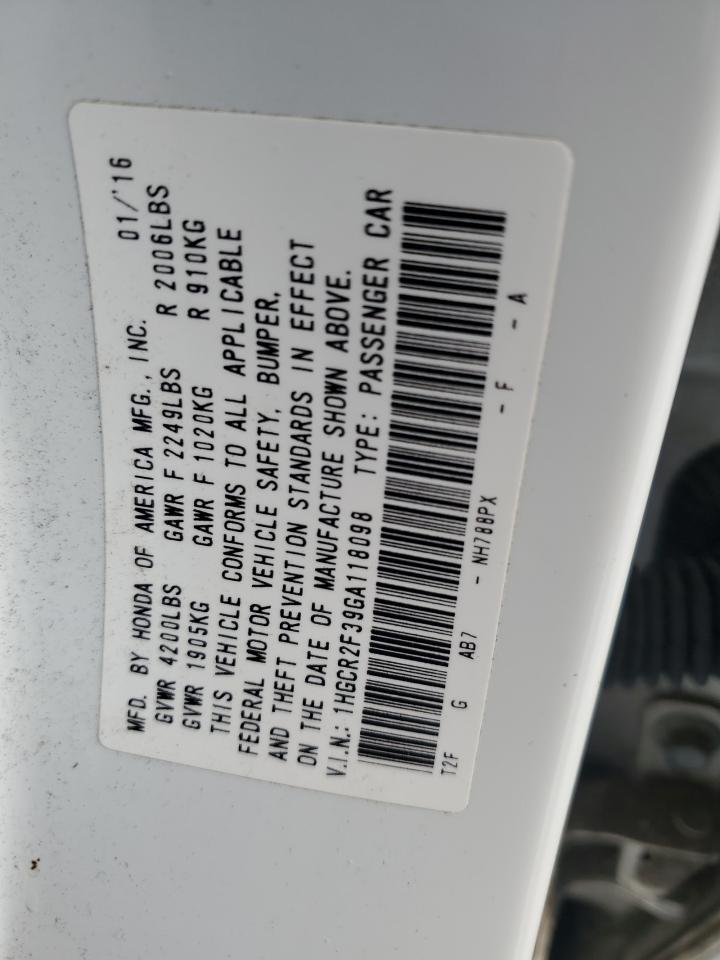 MFD. BY HONDA OF AMERICA MFG., INC. 01/'16
GVWR 4200LBS GAWR F 2249LBS R 2006LBS
GVWR 1905KG GAWR F 1020KG R 910KG
THIS VEHICLE CONFORMS TO ALL APPLICABLE
FEDERAL MOTOR VEHICLE SAFETY, BUMPER,
AND THEFT PREVENTION STANDARDS IN EFFECT
ON THE DATE OF MANUFACTURE SHOWN ABOVE.
V.I.N.: 1HGCR2F39GA118098 TYPE: PASSENGER CAR
T2F G AB7 - NH788PX - F - A